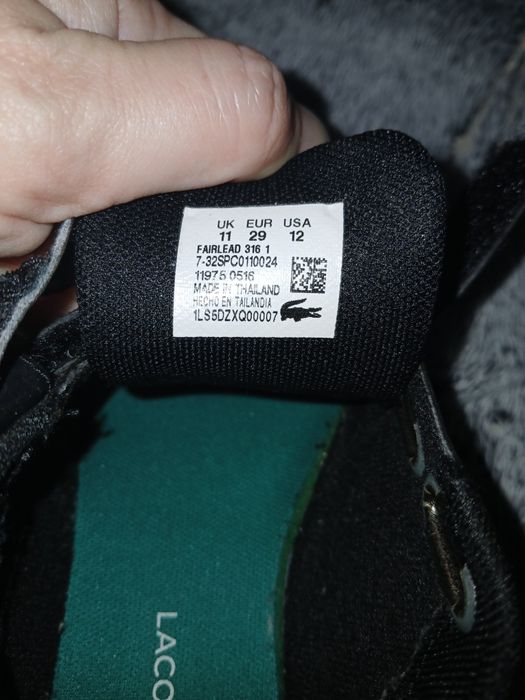 UK EUR USA
11 29 12
FAIRLEAD 316 1
7-32SPC0110024
11975 0516
MADE IN THAILAND
HECHO EN TAILANDIA
1LS5DZXQ00007
LACO